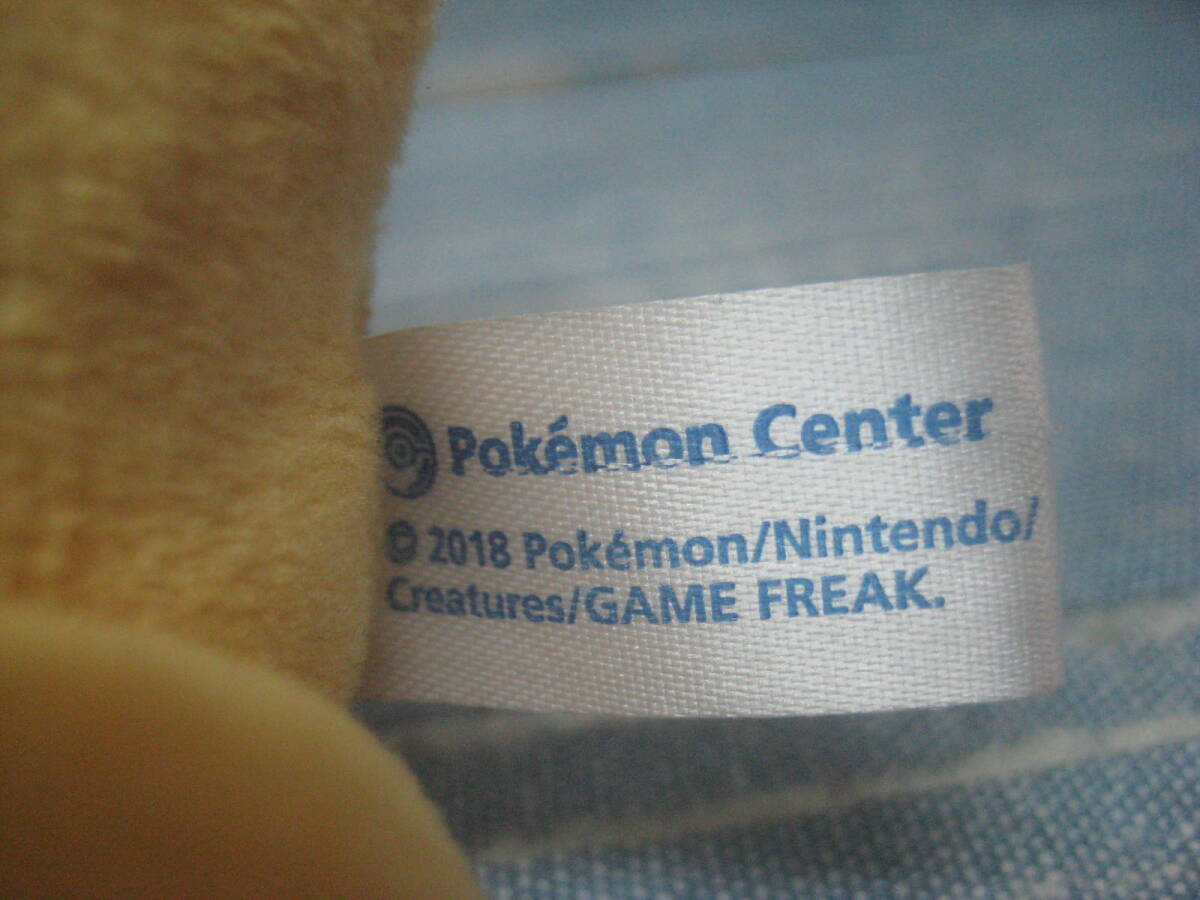 Pokémon Center
© 2018 Pokémon/Nintendo/
Creatures/GAME FREAK.